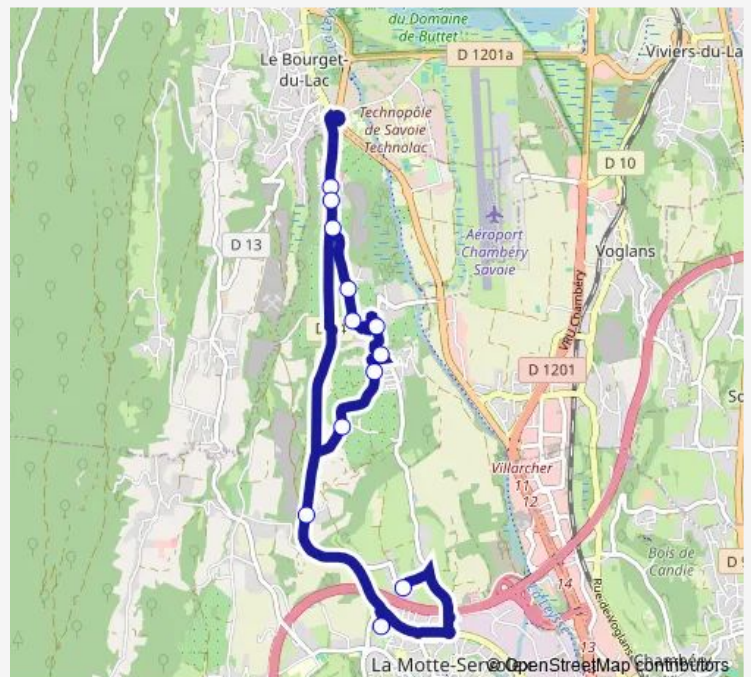 du Domaine
de Buttet
Le Bourget-
du-Lac
D 1201a
Viviers-du-La
Technopôle
de Savoie
Technolac
D 10
D 13
Aéroport
Chambéry
Savoie
Voglans
VRU Chambéry
D 1201
Villarcher
11
12
Bois de
Candie
14
11
13
Rue de Voglans
La Motte-Servolex
© OpenStreetMap contributors